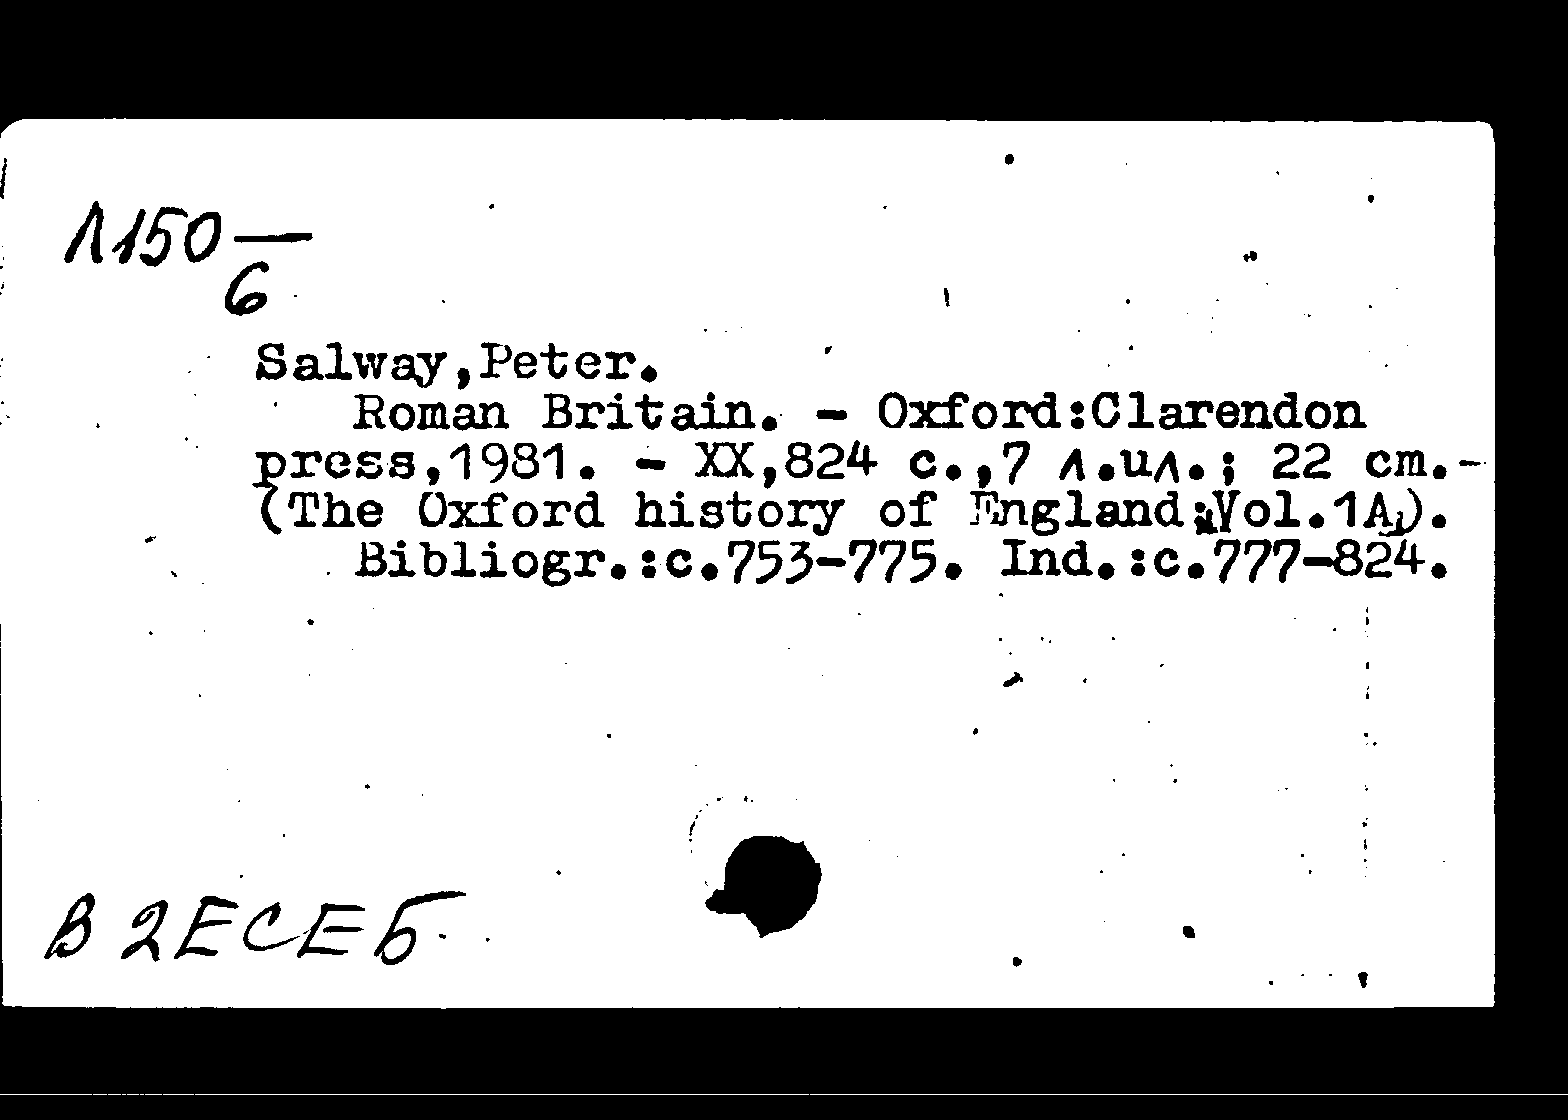 Л150—
6
Salway,Peter.
Roman Britain. - Oxford:Clarendon
press,1981. - XX,824 с.,7 л.ил.; 22 cm.-
(The Oxford history of England;Vol.1A).
Bibliogr.:с.753-775. Ind.:с.777-824.
В 2ЕСЕБ